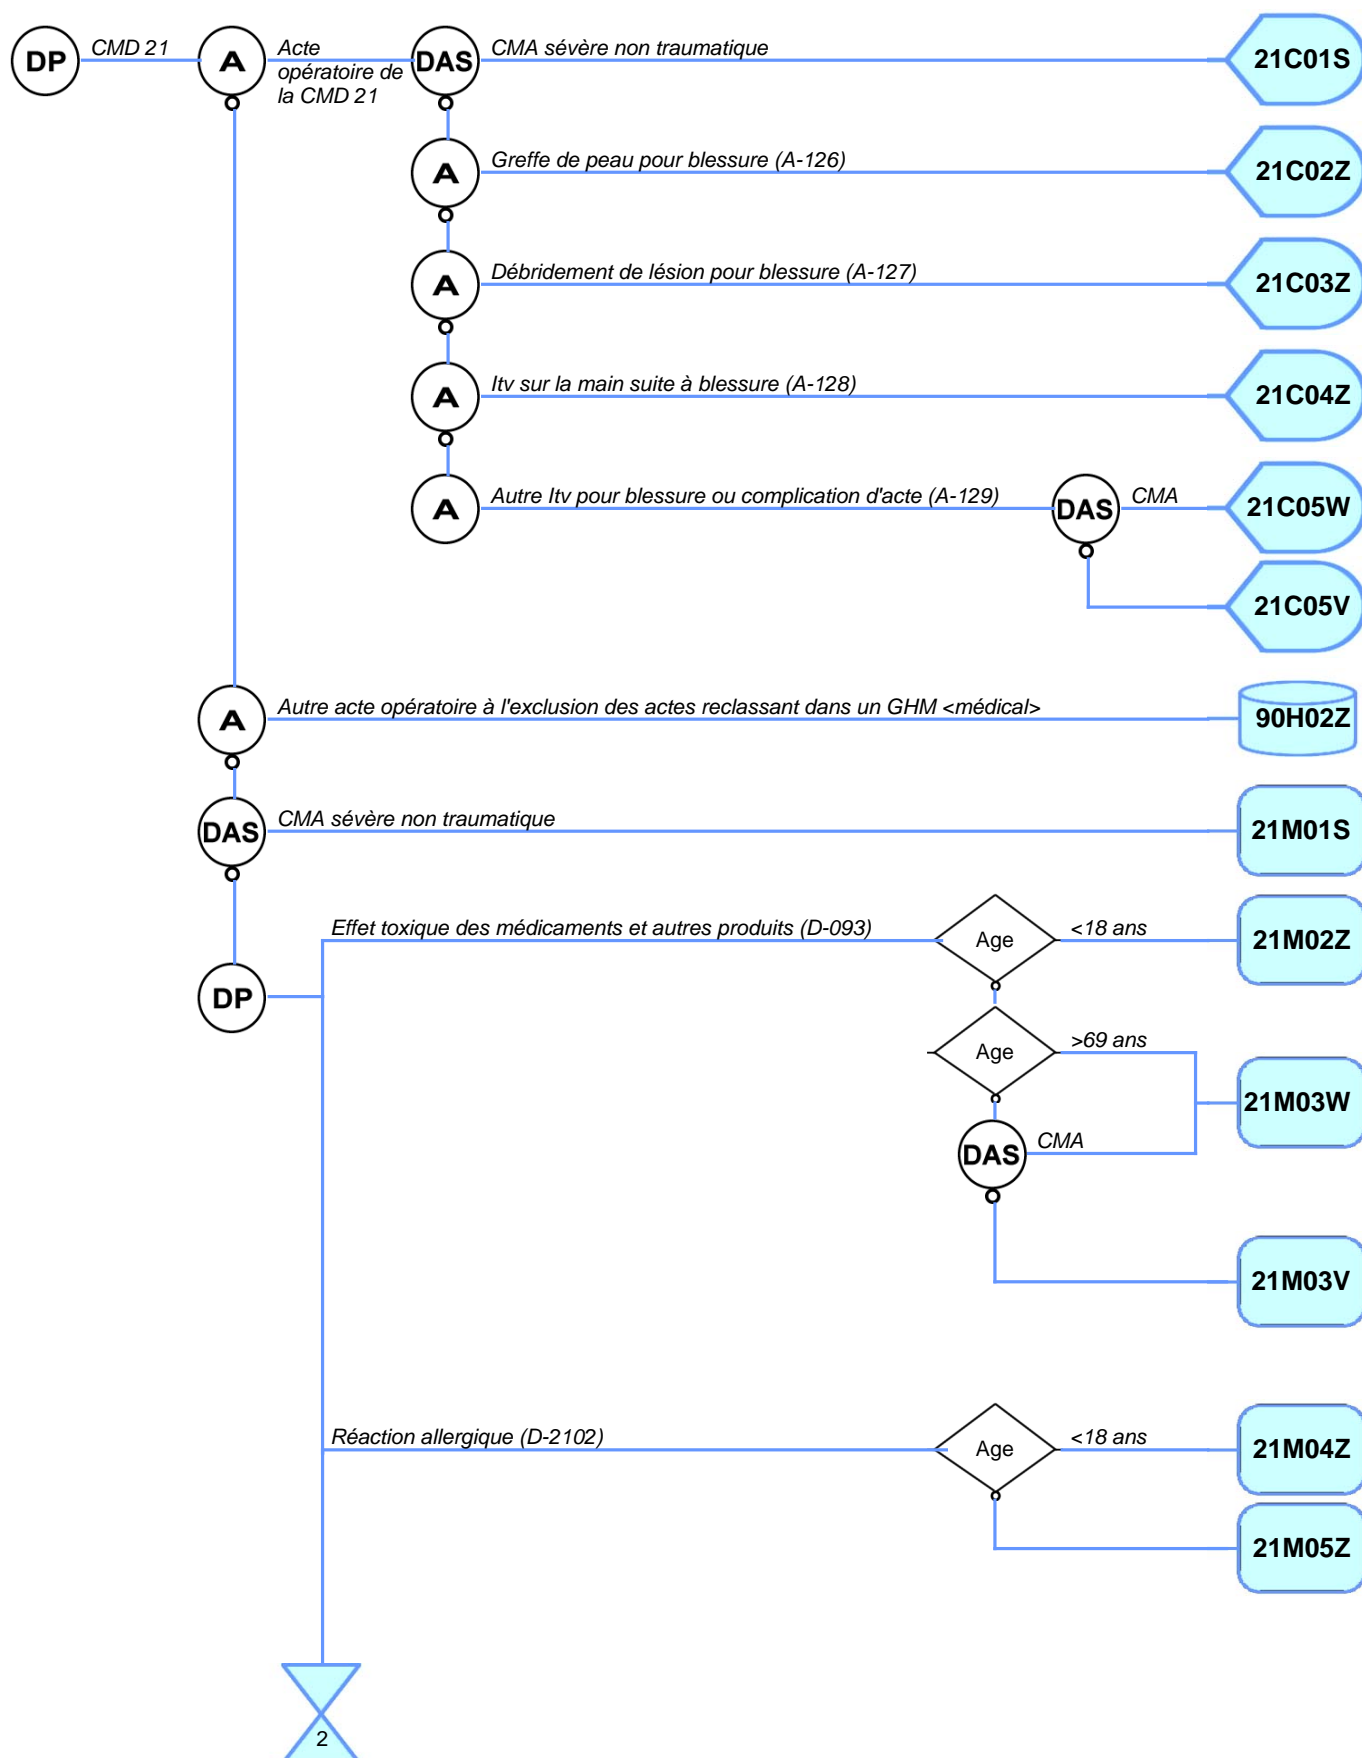 DP
CMD 21
A
Acte
opératoire de
la CMD 21
DAS
CMA sévère non traumatique
21C01S
A
Greffe de peau pour blessure (A-126)
21C02Z
A
Débridement de lésion pour blessure (A-127)
21C03Z
A
Itv sur la main suite à blessure (A-128)
21C04Z
A
Autre Itv pour blessure ou complication d'acte (A-129)
DAS
CMA
21C05W
21C05V
A
Autre acte opératoire à l'exclusion des actes reclassant dans un GHM <médical>
90H02Z
DAS
CMA sévère non traumatique
21M01S
DP
Effet toxique des médicaments et autres produits (D-093)
Age
<18 ans
21M02Z
Age
>69 ans
21M03W
DAS
CMA
21M03V
Réaction allergique (D-2102)
Age
<18 ans
21M04Z
21M05Z
2